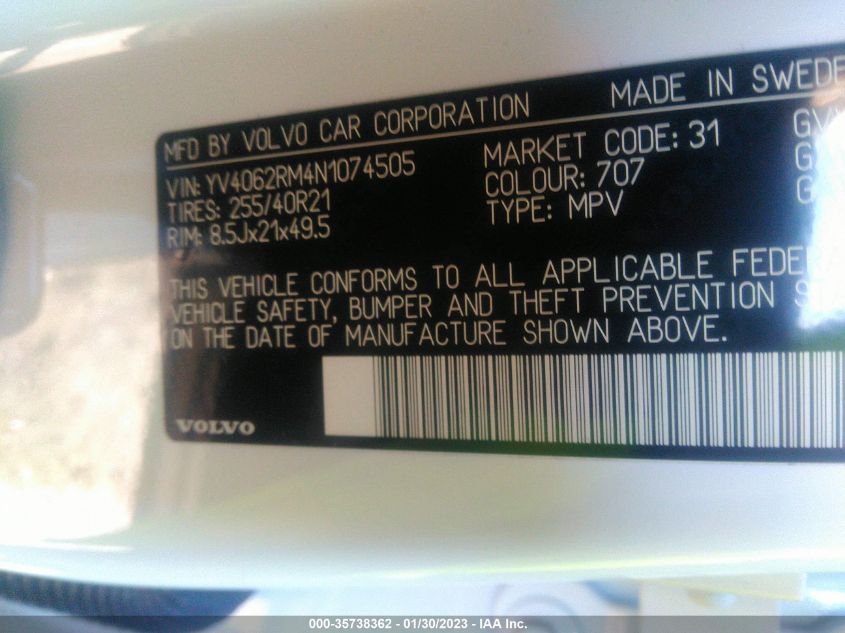 MFD BY VOLVO CAR CORPORATION MADE IN SWEDE
VIN: YV4062RM4N1074505 MARKET CODE: 31
TIRES: 255/40R21 COLOUR: 707
RIM: 8.5Jx21x49.5 TYPE: MPV
THIS VEHICLE CONFORMS TO ALL APPLICABLE FEDE
VEHICLE SAFETY, BUMPER AND THEFT PREVENTION
ON THE DATE OF MANUFACTURE SHOWN ABOVE.
VOLVO
000-35738362 - 01/30/2023 - IAA Inc.